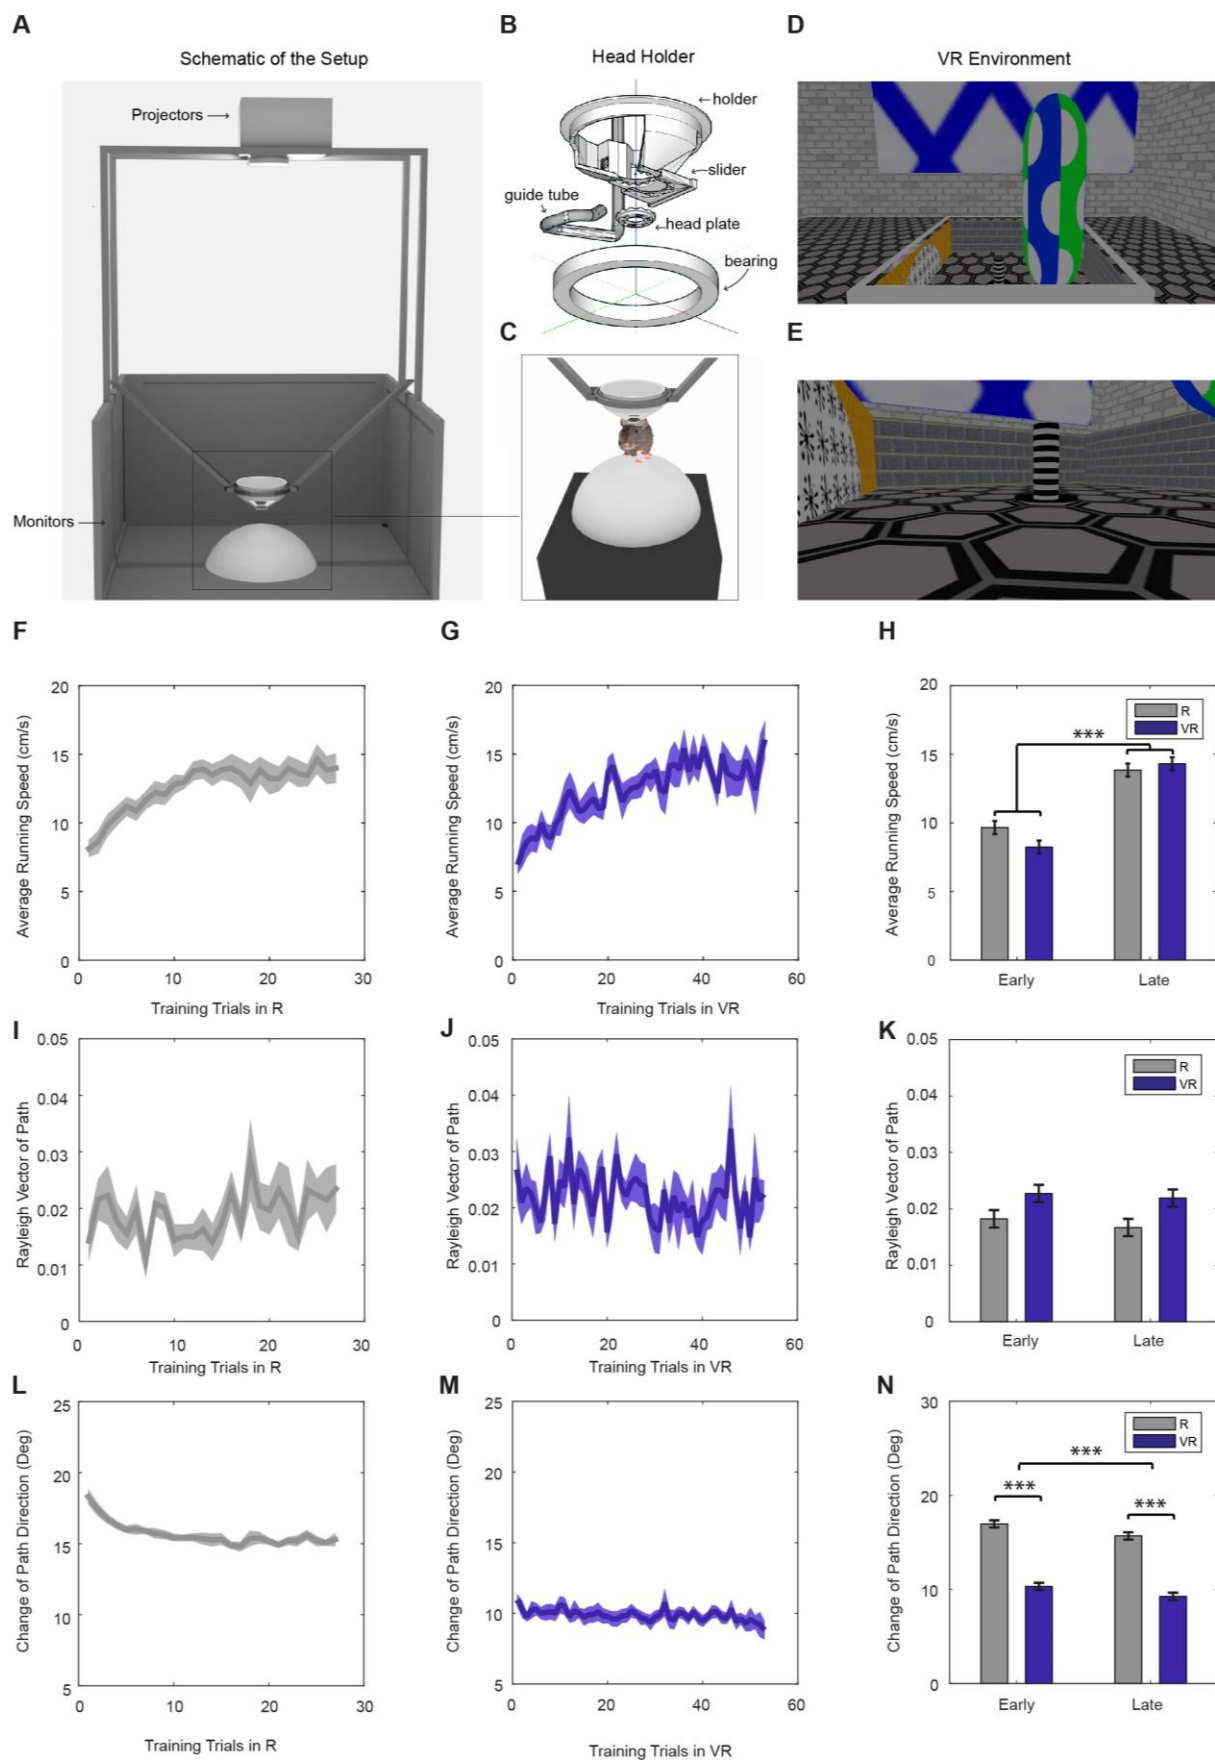 A
Schematic of the Setup
Projectors
Monitors
B
Head Holder
holder
slider
guide tube
head plate
bearing
C
D
VR Environment
E
F
20
15
10
5
0
Average Running Speed (cm/s)
0 10 20 30
Training Trials in R
G
20
15
10
5
0
Average Running Speed (cm/s)
0 20 40 60
Training Trials in VR
H
20
15
10
5
0
Average Running Speed (cm/s)
***
R
VR
Early Late
I
0.05
0.04
0.03
0.02
0.01
0
Rayleigh Vector of Path
0 10 20 30
Training Trials in R
J
0.05
0.04
0.03
0.02
0.01
0
Rayleigh Vector of Path
0 20 40 60
Training Trials in VR
K
0.05
0.04
0.03
0.02
0.01
0
Rayleigh Vector of Path
R
VR
Early Late
L
25
20
15
10
5
Change of Path Direction (Deg)
0 10 20 30
Training Trials in R
M
25
20
15
10
5
Change of Path Direction (Deg)
0 20 40 60
Training Trials in VR
N
30
20
10
0
Change of Path Direction (Deg)
R
VR
***
***
***
Early Late